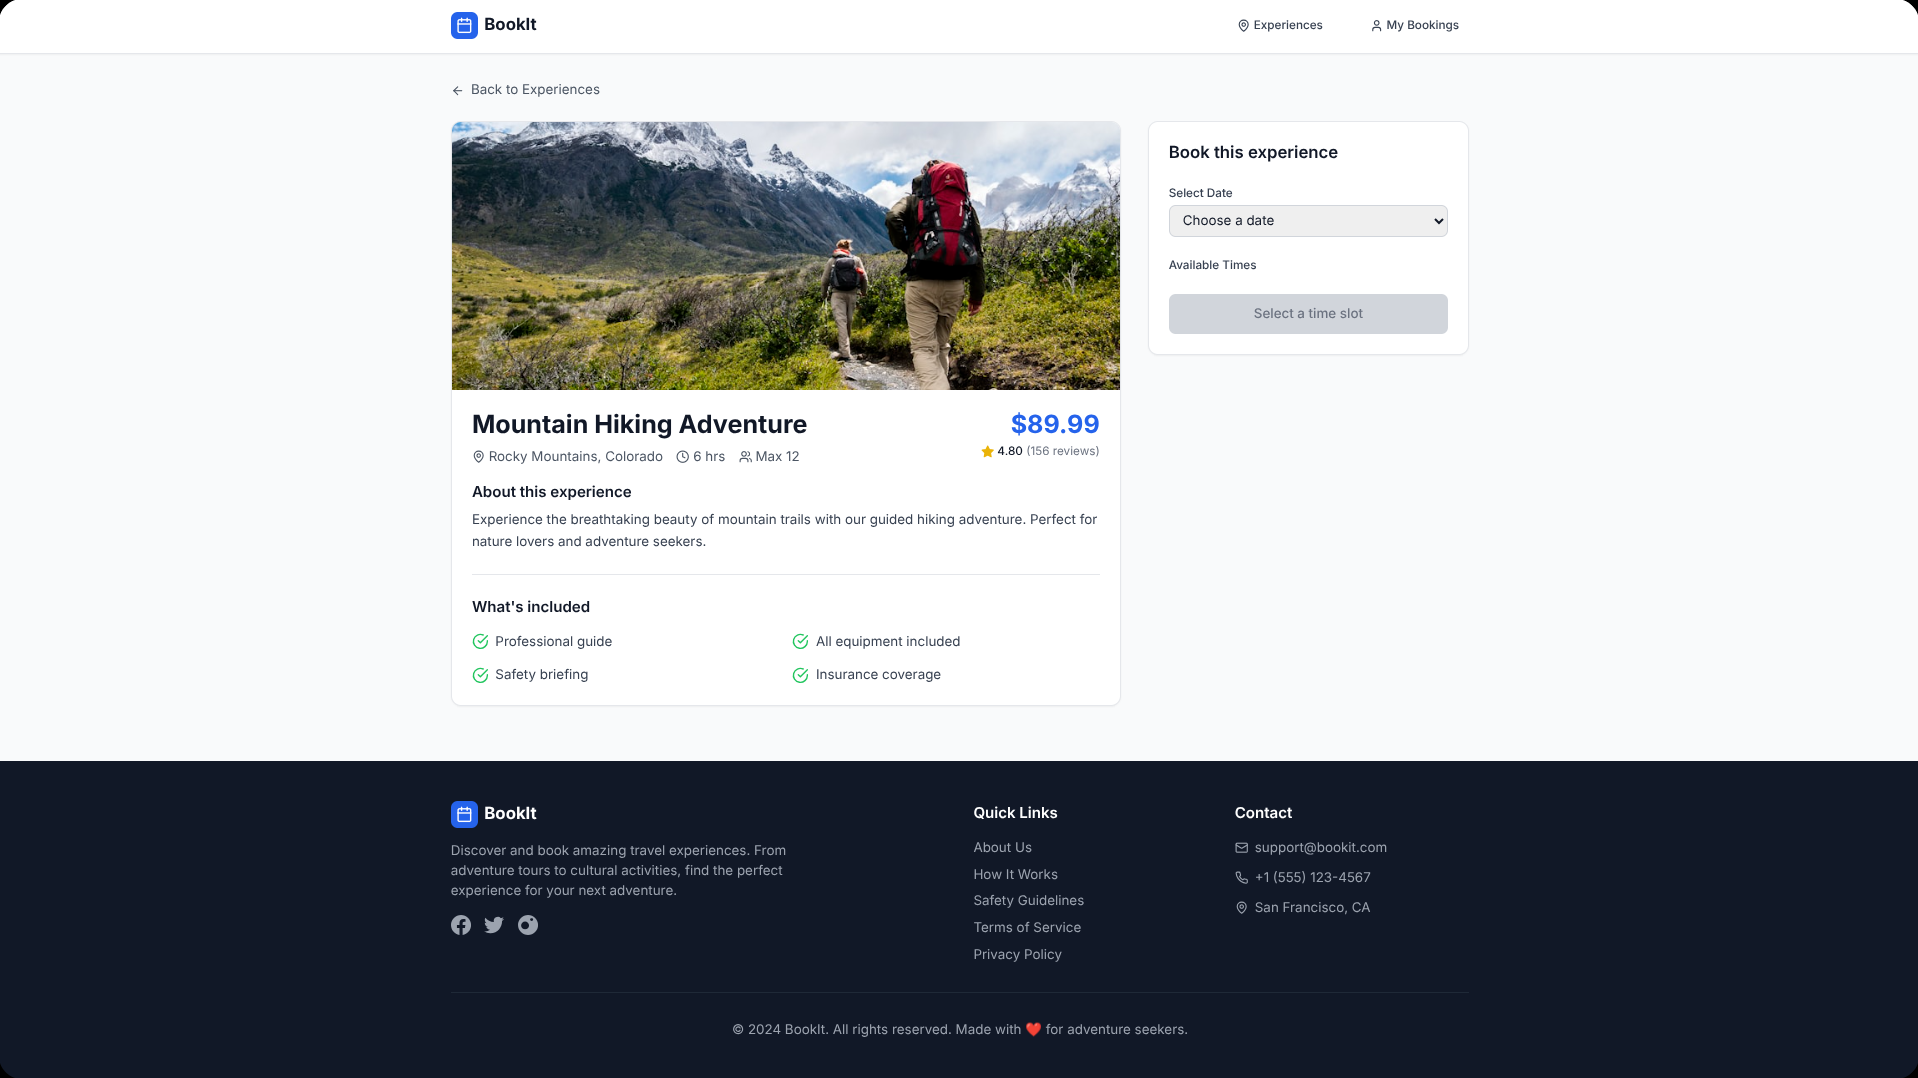 BookIt
Experiences
My Bookings
Back to Experiences
Mountain Hiking Adventure
$89.99
Rocky Mountains, Colorado
6 hrs
Max 12
4.80 (156 reviews)
About this experience
Experience the breathtaking beauty of mountain trails with our guided hiking adventure. Perfect for
nature lovers and adventure seekers.
What's included
Professional guide
All equipment included
Safety briefing
Insurance coverage
Book this experience
Select Date
Choose a date
Available Times
Select a time slot
BookIt
Discover and book amazing travel experiences. From
adventure tours to cultural activities, find the perfect
experience for your next adventure.
Quick Links
About Us
How It Works
Safety Guidelines
Terms of Service
Privacy Policy
Contact
support@bookit.com
+1 (555) 123-4567
San Francisco, CA
© 2024 BookIt. All rights reserved. Made with ❤️ for adventure seekers.